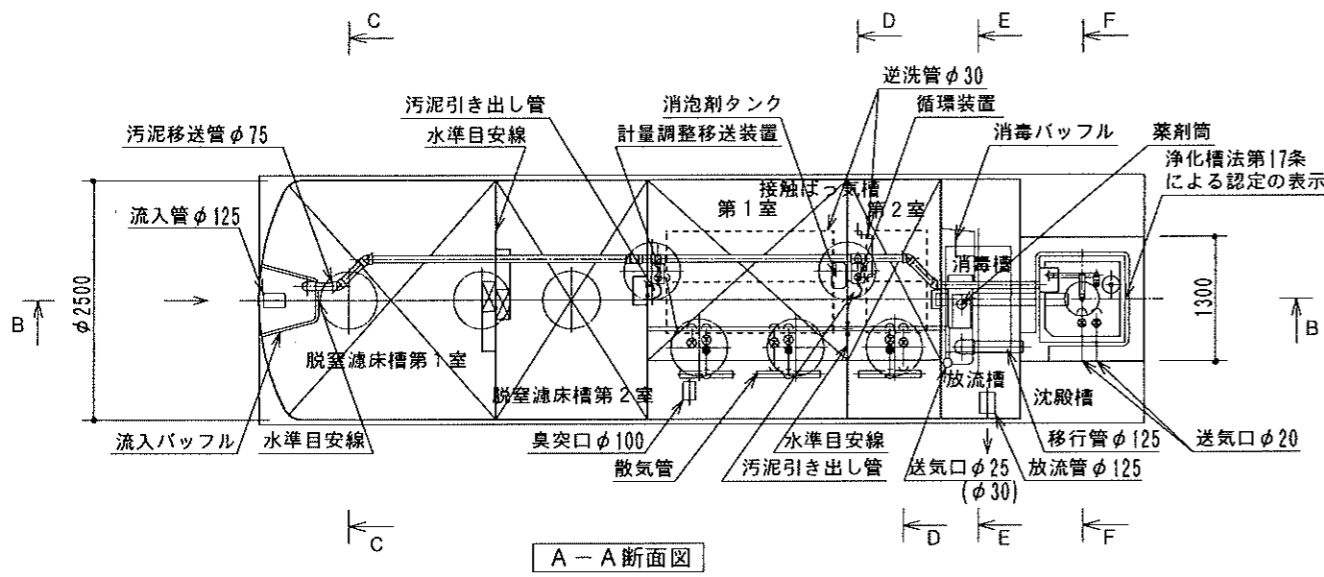 C
D
E
F
逆洗管φ30
汚泥引き出し管
消泡剤タンク
循環装置
汚泥移送管φ75
水準目安線
計量調整移送装置
消毒バッフル
薬剤筒
浄化槽法第17条
による認定の表示
流入管φ125
接触ばっ気槽
第1室
第2室
消毒槽
φ2500
1300
B
B
脱窒濾床槽第1室
脱窒濾床槽第2室
放流槽
沈殿槽
流入バッフル
水準目安線
臭突口φ100
水準目安線
移行管φ125
送気口φ20
散気管
汚泥引き出し管
送気口φ25
放流管φ125
(φ30)
C
D
E
F
A－A断面図